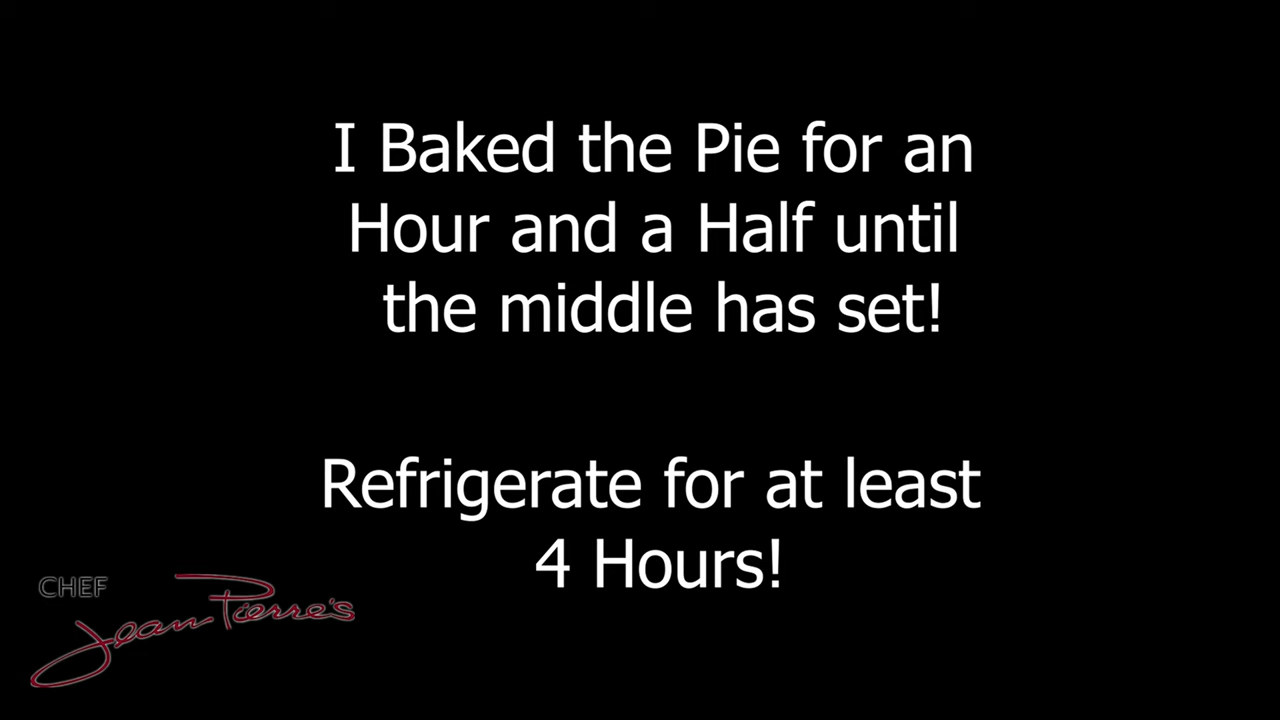 I Baked the Pie for an
Hour and a Half until
the middle has set!
Refrigerate for at least
4 Hours!
CHEF
Jean Pierre's